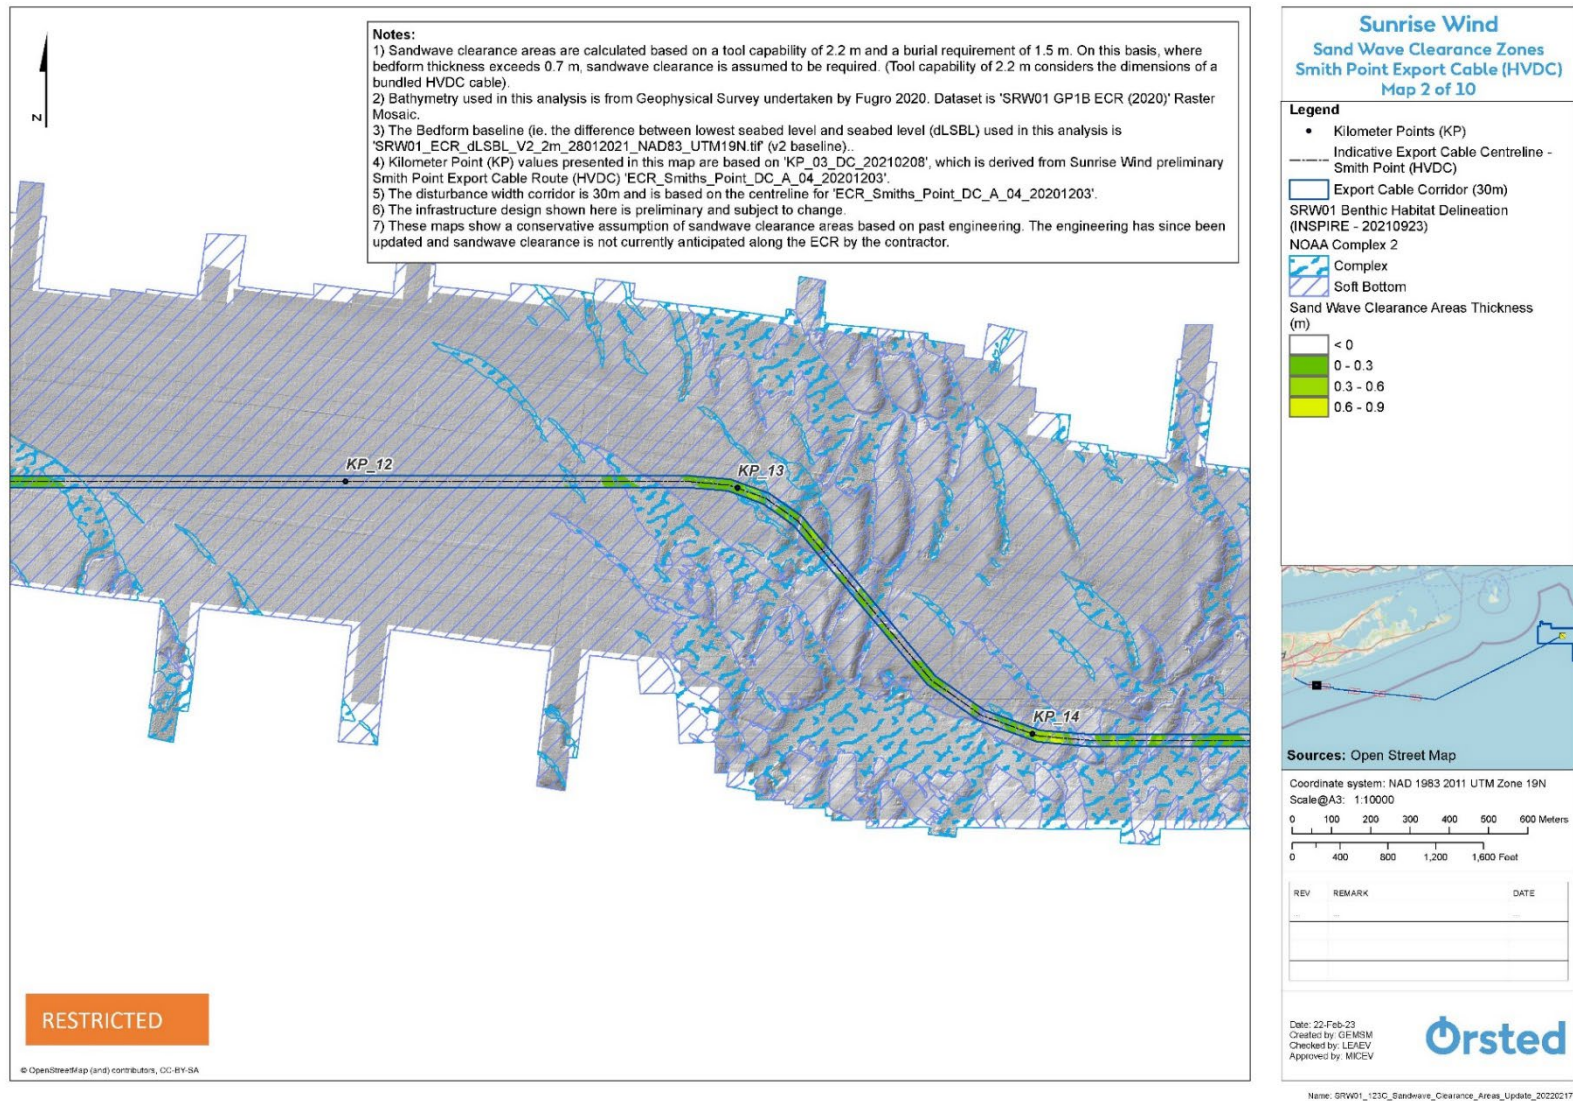 Notes:
1) Sandwave clearance areas are calculated based on a tool capability of 2.2 m and a burial requirement of 1.5 m. On this basis, where
bedform thickness exceeds 0.7 m, sandwave clearance is assumed to be required. (Tool capability of 2.2 m considers the dimensions of a
bundled HVDC cable).
2) Bathymetry used in this analysis is from Geophysical Survey undertaken by Fugro 2020. Dataset is 'SRW01 GP1B ECR (2020)' Raster
Mosaic.
3) The Bedform baseline (ie. the difference between lowest seabed level and seabed level (dLSBL) used in this analysis is
'SRW01_ECR_dLSBL_V2_2m_28012021_NAD83_UTM19N.tif' (v2 baseline)..
4) Kilometer Point (KP) values presented in this map are based on 'KP_03_DC_20210208', which is derived from Sunrise Wind preliminary
Smith Point Export Cable Route (HVDC) 'ECR_Smiths_Point_DC_A_04_20201203'.
5) The disturbance width corridor is 30m and is based on the centreline for 'ECR_Smiths_Point_DC_A_04_20201203'.
6) The infrastructure design shown here is preliminary and subject to change.
7) These maps show a conservative assumption of sandwave clearance areas based on past engineering. The engineering has since been
updated and sandwave clearance is not currently anticipated along the ECR by the contractor.
N
KP_12
KP_13
KP_14
RESTRICTED
© OpenStreetMap (and) contributors, CC-BY-SA
Sunrise Wind
Sand Wave Clearance Zones
Smith Point Export Cable (HVDC)
Map 2 of 10
Legend
Kilometer Points (KP)
Indicative Export Cable Centreline -
Smith Point (HVDC)
Export Cable Corridor (30m)
SRW01 Benthic Habitat Delineation
(INSPIRE - 20210923)
NOAA Complex 2
Complex
Soft Bottom
Sand Wave Clearance Areas Thickness
(m)
< 0
0 - 0.3
0.3 - 0.6
0.6 - 0.9
Sources: Open Street Map
Coordinate system: NAD 1983 2011 UTM Zone 19N
Scale@A3: 1:10000
0 100 200 300 400 500 600 Meters
0 400 800 1,200 1,600 Feet
REV REMARK DATE
Date: 22-Feb-23
Created by: GEMSM
Checked by: LEAEV
Approved by: MICEV
Ørsted
Name: SRW01_123C_Sandwave_Clearance_Areas_Update_20220217